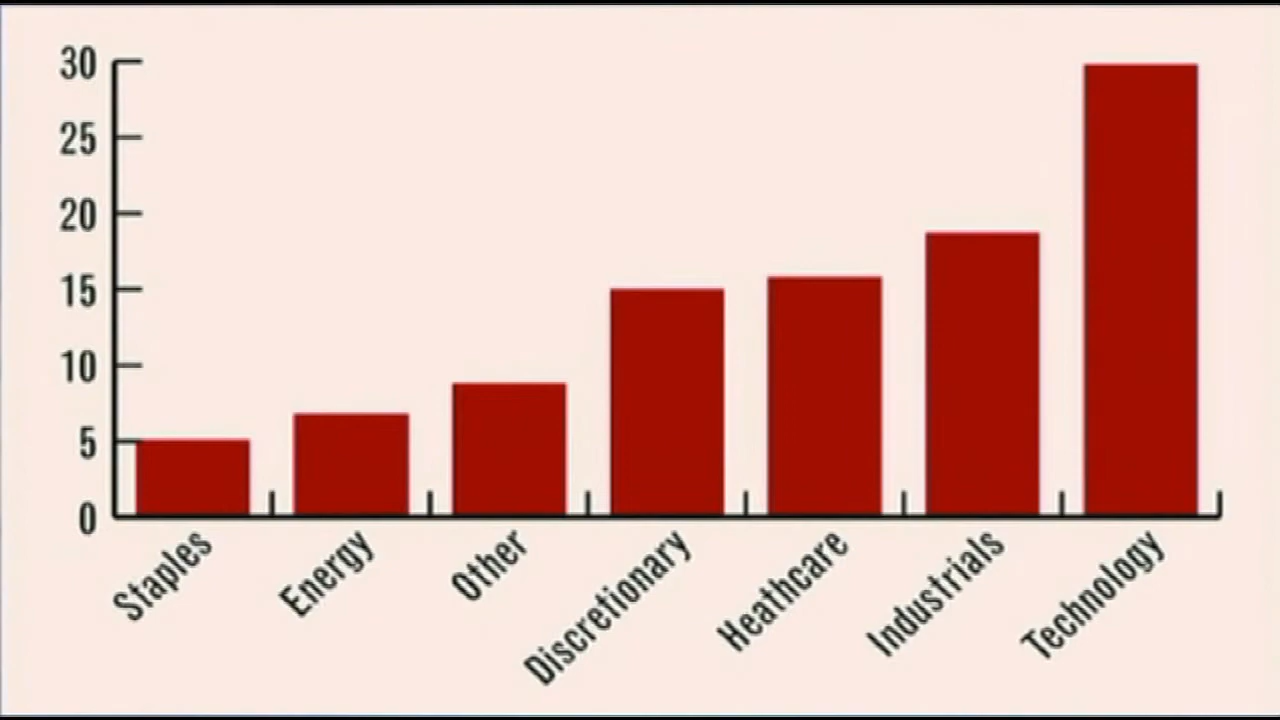 30
25
20
15
10
5
0
Staples
Energy
Other
Discretionary
Heathcare
Industrials
Technology